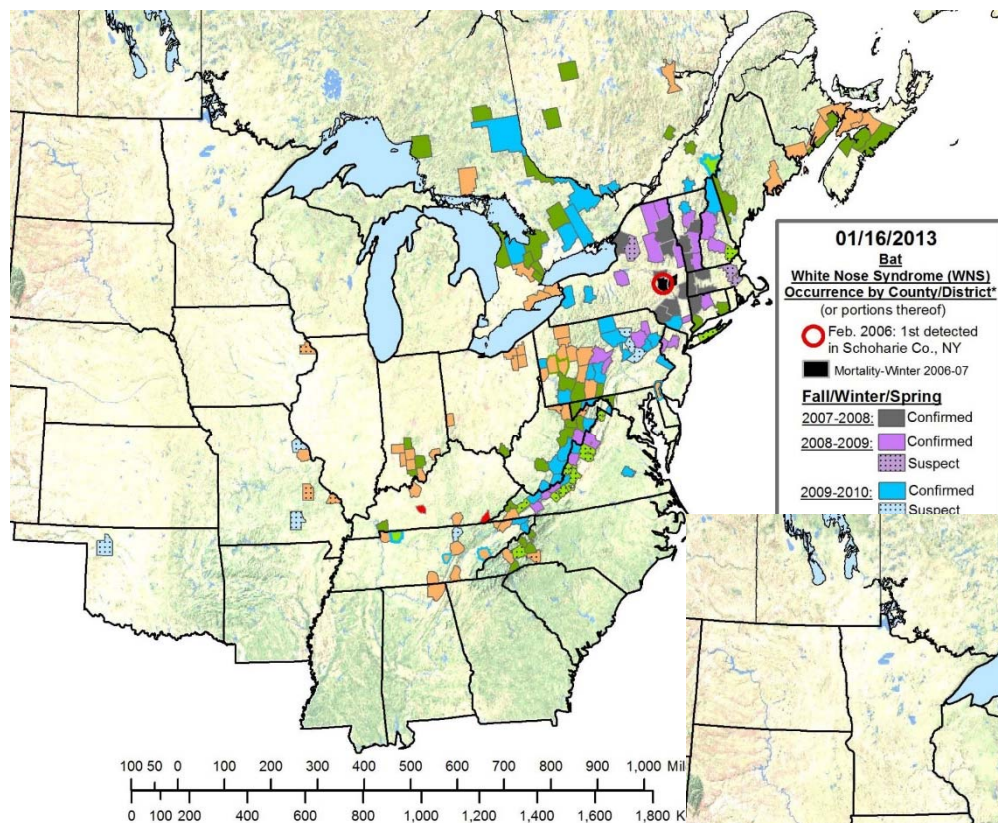 01/16/2013
Bat
White Nose Syndrome (WNS)
Occurrence by County/District*
(or portions thereof)
Feb. 2006: 1st detected
in Schoharie Co., NY
Mortality-Winter 2006-07
Fall/Winter/Spring
2007-2008: Confirmed
2008-2009: Confirmed
Suspect
2009-2010: Confirmed
Suspect
100 50 0 100 200 300 400 500 600 700 800 900 1,000 Mil
0 200 400 600 800 1,000 1,200 1,400 1,600 1,800 K